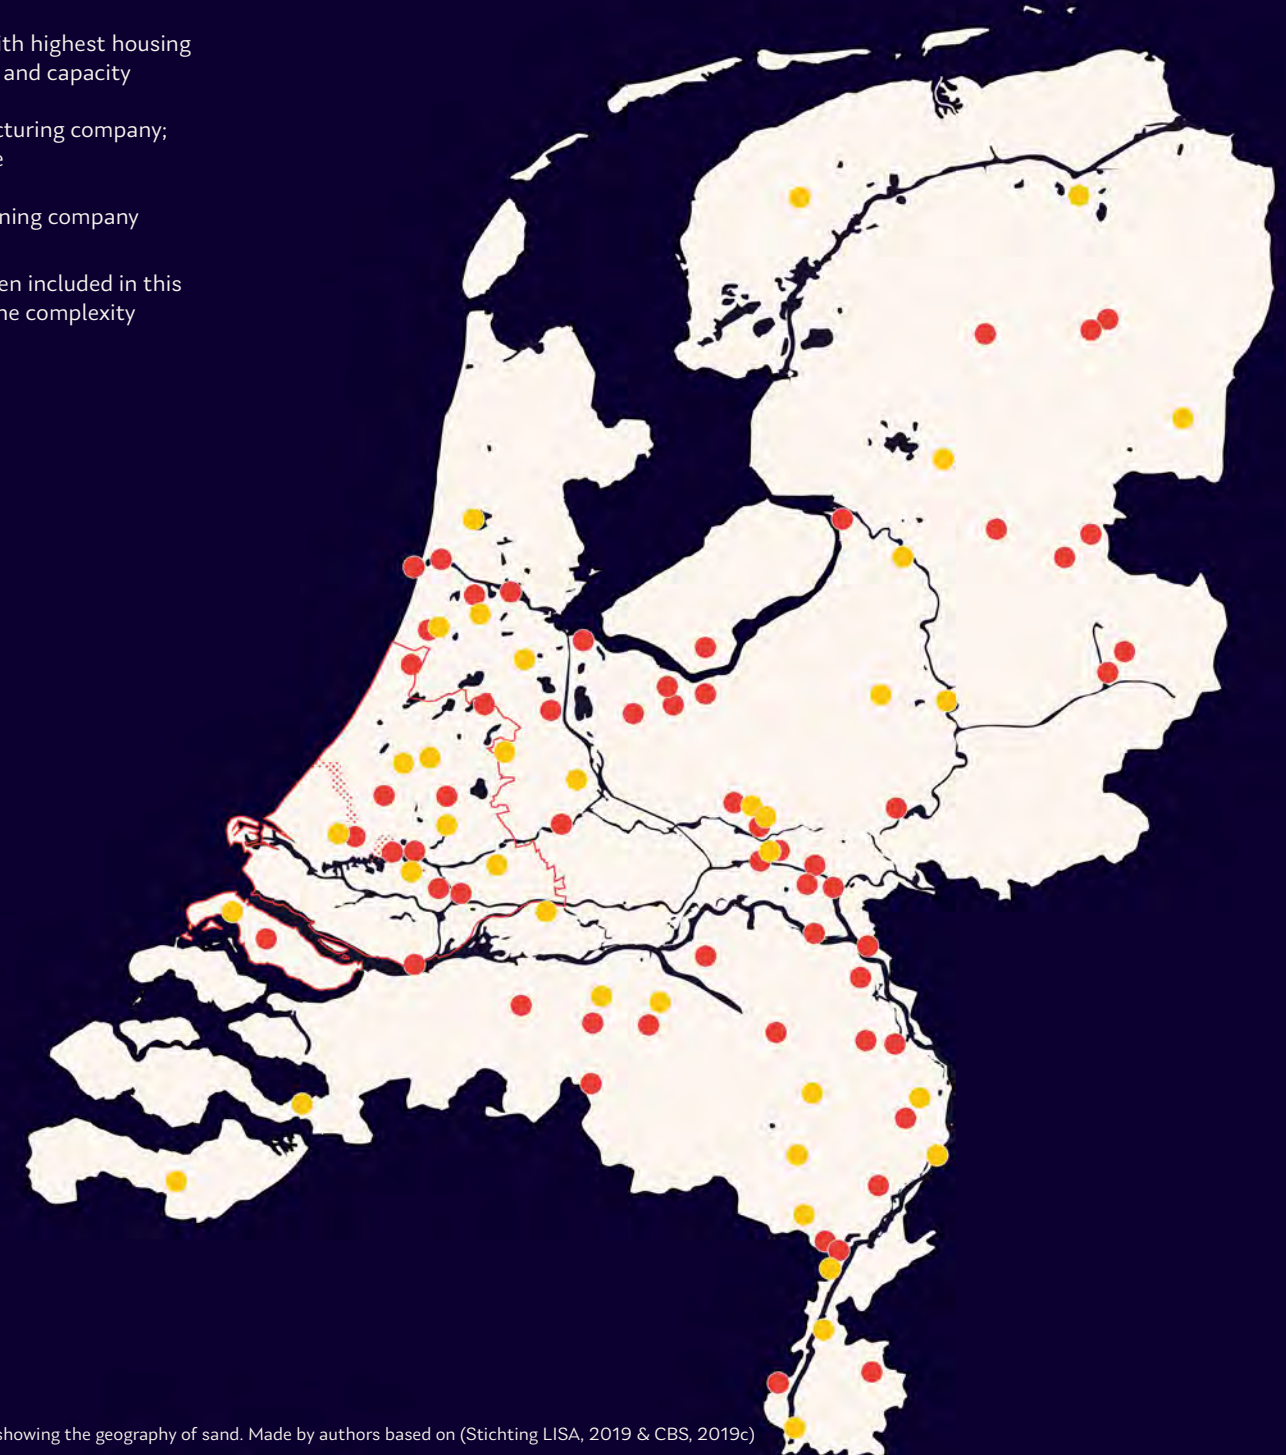 ith highest housing
and capacity
cturing company;
e
ning company
en included in this
ne complexity
showing the geography of sand. Made by authors based on (Stichting LISA, 2019 & CBS, 2019c)